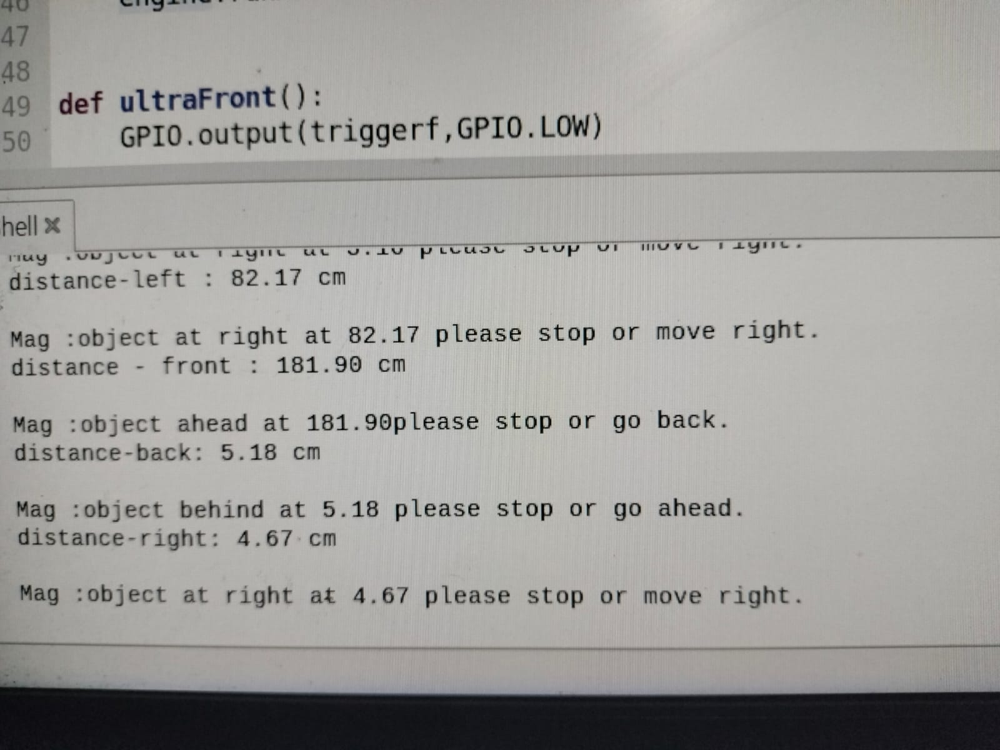 46
47
48
49 def ultraFront():
50 GPIO.output(triggerf,GPIO.LOW)
hell
Mag :object at right at please stop or move right.
distance-left : 82.17 cm
Mag :object at right at 82.17 please stop or move right.
distance - front : 181.90 cm
Mag :object ahead at 181.90please stop or go back.
distance-back: 5.18 cm
Mag :object behind at 5.18 please stop or go ahead.
distance-right: 4.67 cm
Mag :object at right at 4.67 please stop or move right.